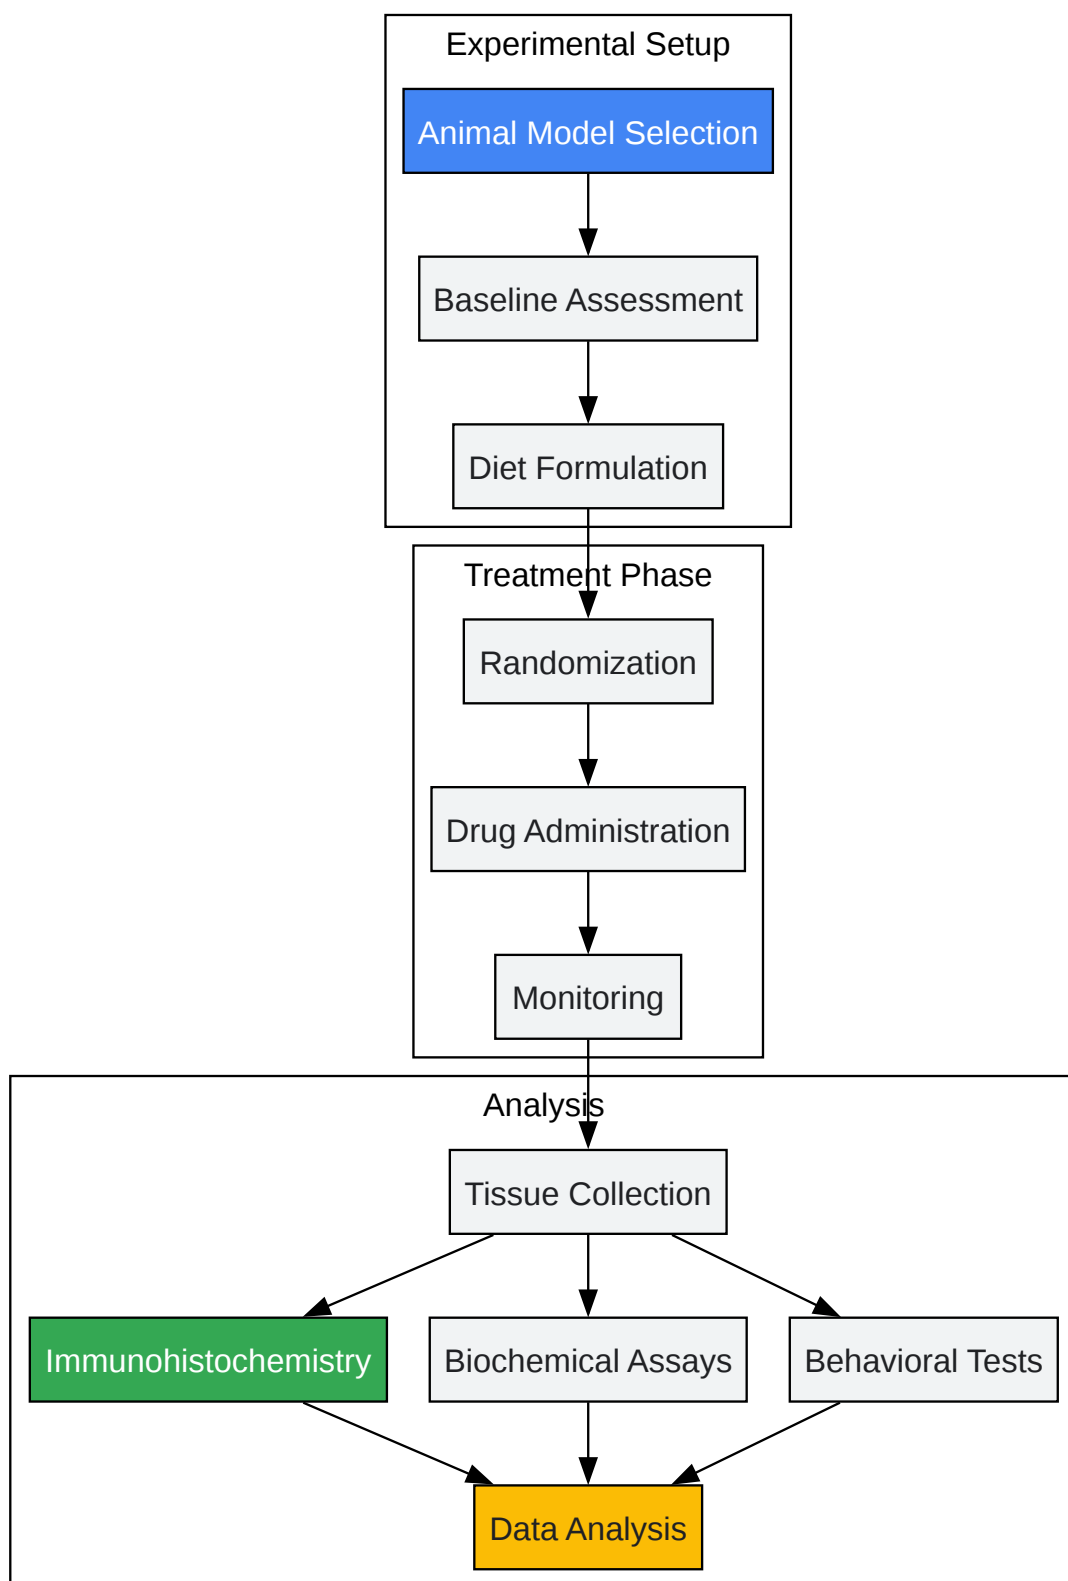 Experimental Setup
Animal Model Selection
Baseline Assessment
Diet Formulation
Treatment Phase
Randomization
Drug Administration
Monitoring
Analysis
Tissue Collection
Immunohistochemistry
Biochemical Assays
Behavioral Tests
Data Analysis